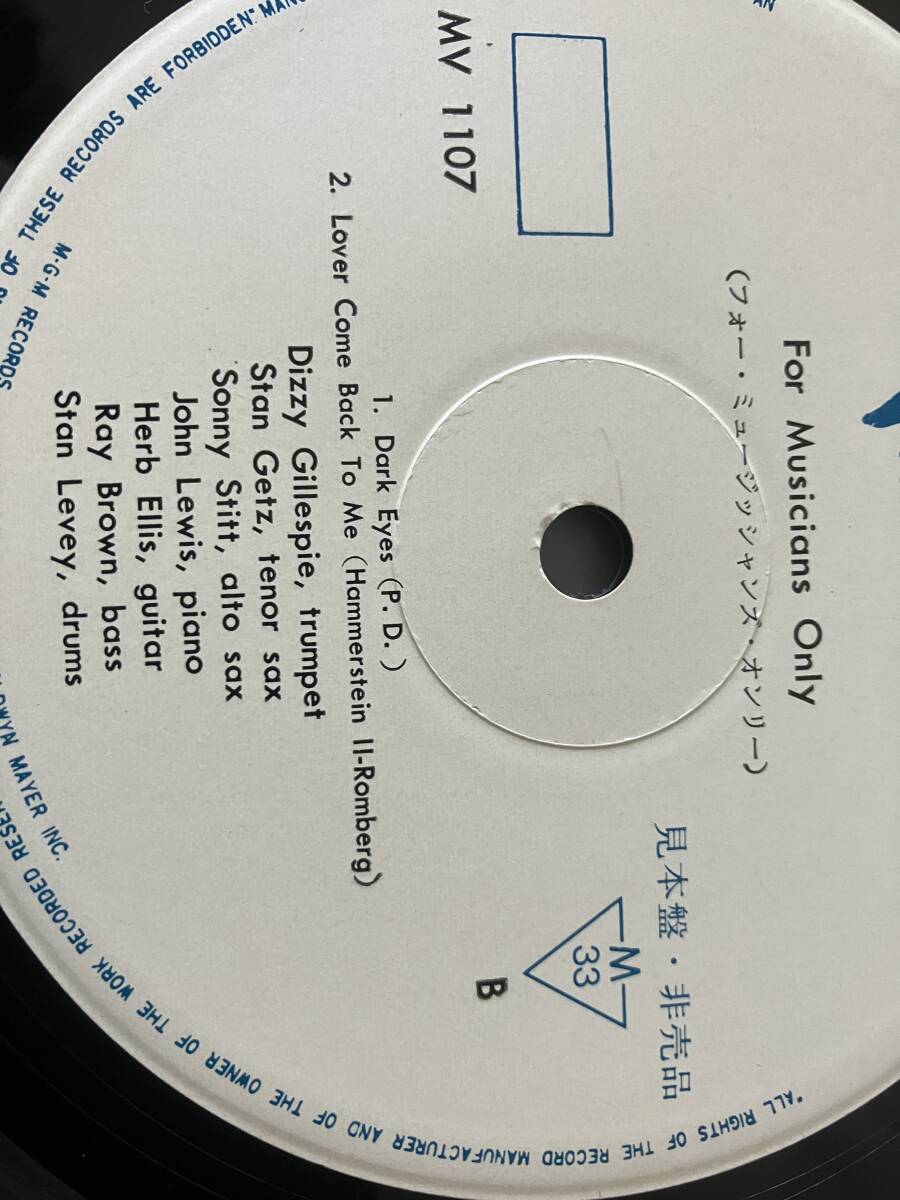 For Musicians Only
(フォー・ミュージッシャンズ・オンリー)
見本盤・非売品
MV 1107
M
33
B
1. Dark Eyes (P. D. )
2. Lover Come Back To Me (Hammerstein II-Romberg)
Dizzy Gillespie, trumpet
Stan Getz, tenor sax
Sonny Stitt, alto sax
John Lewis, piano
Herb Ellis, guitar
Ray Brown, bass
Stan Levey, drums
"ALL RIGHTS OF THE RECORD MANUFACTURER AND OF THE OWNER OF THE WORK RECORDED
OF THESE RECORDS ARE FORBIDDEN."
M-G-M RECORDS
MAYER INC.